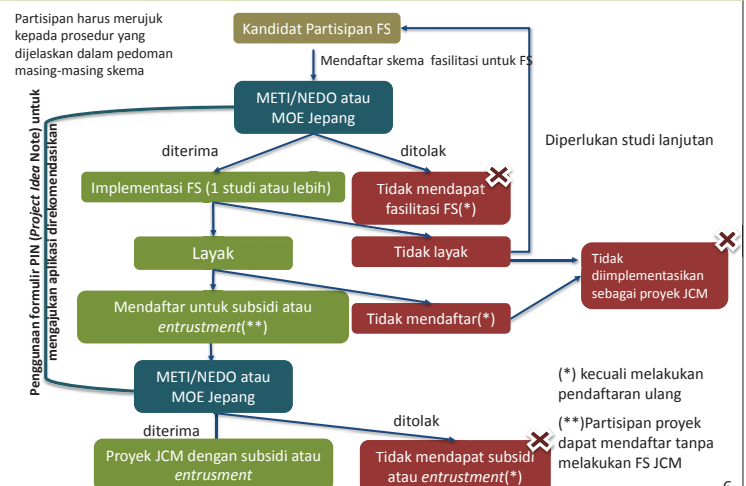 Partisipan harus merujuk
kepada prosedur yang
dijelaskan dalam pedoman
masing-masing skema
Kandidat Partisipan FS
Mendaftar skema fasilitasi untuk FS
METI/NEDO atau
MOE Jepang
Diperlukan studi lanjutan
diterima
ditolak
Implementasi FS (1 studi atau lebih)
Tidak mendapat
fasilitasi FS(*)
Layak
Tidak layak
Tidak
diimplementasikan
sebagai proyek JCM
Mendaftar untuk subsidi atau
entrustment(**)
Tidak mendaftar(*)
Penggunaan formulir PIN (Project Idea Note) untuk
mengajukan aplikasi direkomendasikan
METI/NEDO atau
MOE Jepang
(*) kecuali melakukan
pendaftaran ulang
diterima
ditolak
(**)Partisipan proyek
dapat mendaftar tanpa
melakukan FS JCM
Proyek JCM dengan subsidi atau
entrusment
Tidak mendapat subsidi
atau entrustment(*)